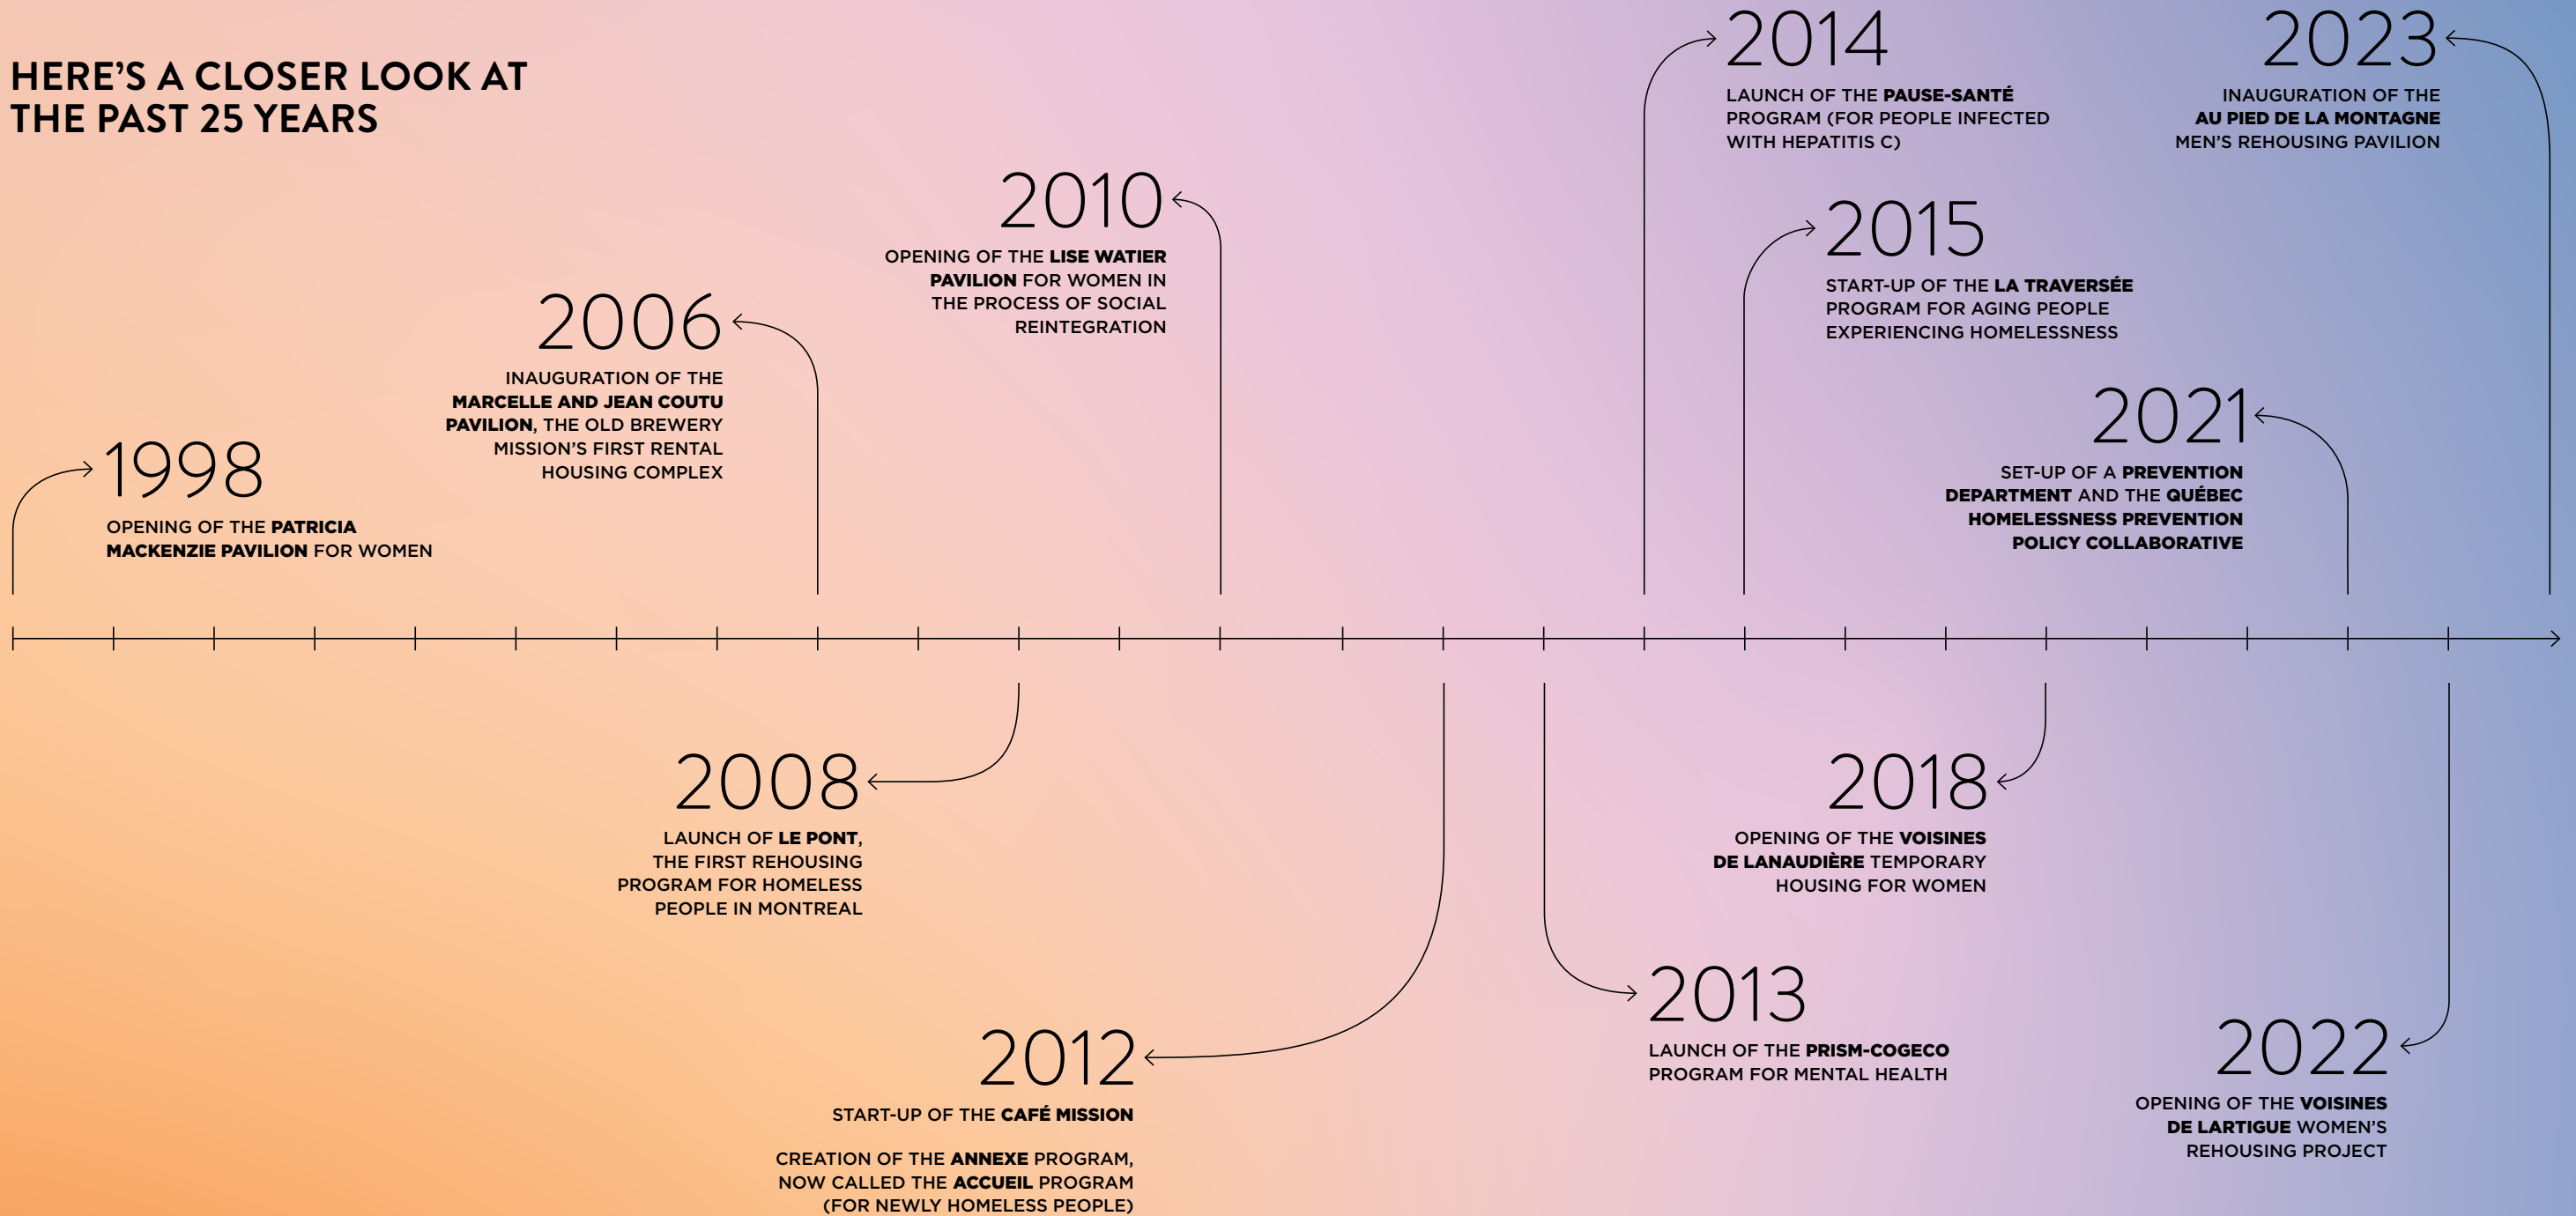 HERE'S A CLOSER LOOK AT
THE PAST 25 YEARS
1998
OPENING OF THE PATRICIA
MACKENZIE PAVILION FOR WOMEN
2006
INAUGURATION OF THE
MARCELLE AND JEAN COUTU
PAVILION, THE OLD BREWERY
MISSION'S FIRST RENTAL
HOUSING COMPLEX
2008
LAUNCH OF LE PONT,
THE FIRST REHOUSING
PROGRAM FOR HOMELESS
PEOPLE IN MONTREAL
2010
OPENING OF THE LISE WATIER
PAVILION FOR WOMEN IN
THE PROCESS OF SOCIAL
REINTEGRATION
2012
START-UP OF THE CAFÉ MISSION
CREATION OF THE ANNEXE PROGRAM,
NOW CALLED THE ACCUEIL PROGRAM
(FOR NEWLY HOMELESS PEOPLE)
2013
LAUNCH OF THE PRISM-COGECO
PROGRAM FOR MENTAL HEALTH
2014
LAUNCH OF THE PAUSE-SANTÉ
PROGRAM (FOR PEOPLE INFECTED
WITH HEPATITIS C)
2015
START-UP OF THE LA TRAVERSÉE
PROGRAM FOR AGING PEOPLE
EXPERIENCING HOMELESSNESS
2018
OPENING OF THE VOISINES
DE LANAUDIÈRE TEMPORARY
HOUSING FOR WOMEN
2021
SET-UP OF A PREVENTION
DEPARTMENT AND THE QUÉBEC
HOMELESSNESS PREVENTION
POLICY COLLABORATIVE
2022
OPENING OF THE VOISINES
DE LARTIGUE WOMEN'S
REHOUSING PROJECT
2023
INAUGURATION OF THE
AU PIED DE LA MONTAGNE
MEN'S REHOUSING PAVILION